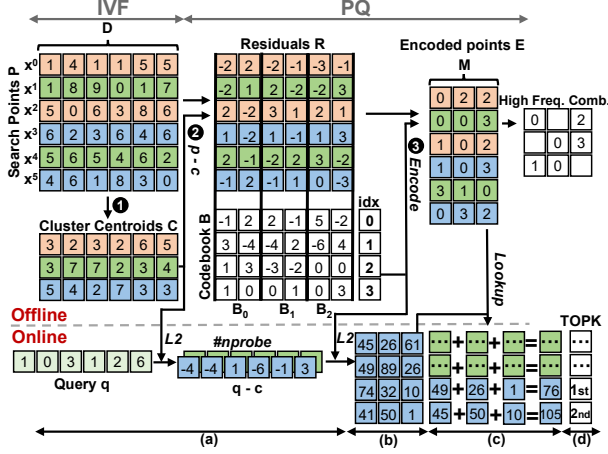 IVF PQ
D
Residuals R
Encoded points E
M
High Freq. Comb.
Search Points P
x0 1 4 1 1 5 5
x1 1 8 9 0 1 7
x2 5 0 6 3 8 6
x3 6 2 3 6 4 6
x4 5 6 5 4 6 2
x5 4 6 1 8 3 0
-2 2 2 -2 -3 -1
-2 1 2 -2 -3 3
2 -2 3 1 2 1
1 -2 1 -1 1 3
2 -1 -2 2 3 -2
-1 2 1 1 0 -3
0 2 2
0 0 3
1 0 2
1 0 3
3 1 0
0 3 2
0 2
0 3
1 0
1
2 p - c
3 Encode
Cluster Centroids C
3 2 3 2 6 5
3 7 7 2 3 4
5 4 2 7 3 3
Codebook B
-1 2 2 -1 5 -2
3 -4 -4 2 -6 4
1 3 -3 -2 0 0
1 1 0 0 0 3
idx
0
1
2
3
B0 B1 B2
Lookup
Offline
Online
L2
#nprobe
L2
1 0 3 1 2 6
Query q
-4 -4 1 -6 -1 3
q - c
45 26 61
49 89 26
74 32 10
41 50 1
... + ... + ... = ...
... + ... + ... = ...
49 + 26 + 1 = 76
45 + 50 + 10 = 105
TOPK
...
...
1st
2nd
(a) (b) (c) (d)